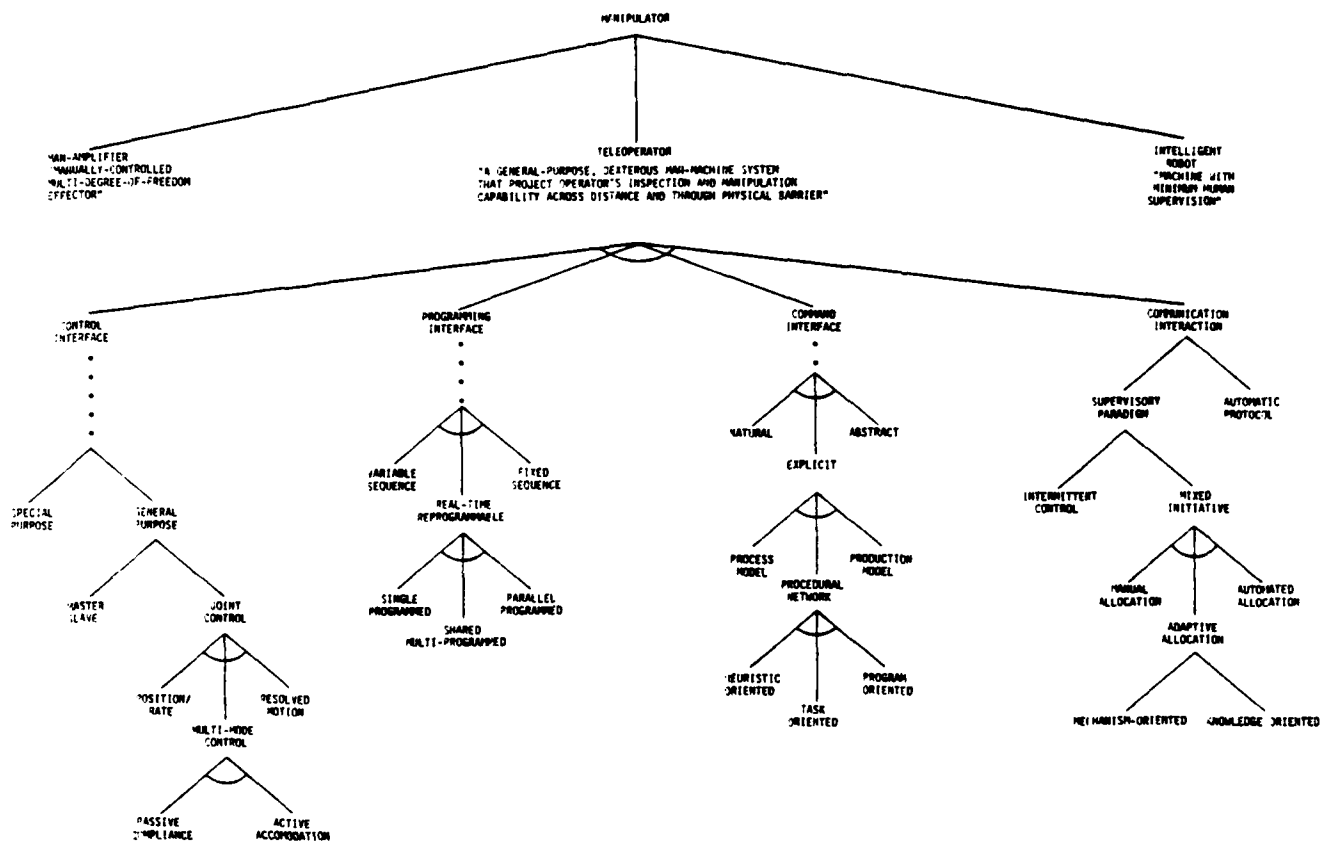 MANIPULATOR
MAN-AMPLIFIER
"MANUALLY-CONTROLLED
MULTI-DEGREE-OF-FREEDOM
EFFECTOR"
TELEOPERATOR
"A GENERAL-PURPOSE, DEXTEROUS MAN-MACHINE SYSTEM
THAT PROJECT OPERATOR'S INSPECTION AND MANIPULATION
CAPABILITY ACROSS DISTANCE AND THROUGH PHYSICAL BARRIER"
INTELLIGENT
ROBOT
"MACHINE WITH
MINIMUM HUMAN
SUPERVISION"
CONTROL
INTERFACE
PROGRAMMING
INTERFACE
COMMAND
INTERFACE
COMMUNICATION
INTERACTION
SUPERVISORY
PARADIGM
AUTOMATIC
PROTOCOL
NATURAL
ABSTRACT
EXPLICIT
VARIABLE
SEQUENCE
FIXED
SEQUENCE
REAL-TIME
REPROGRAMMABLE
SPECIAL
PURPOSE
GENERAL
PURPOSE
INTERMITTENT
CONTROL
MIXED
INITIATIVE
PROCESS
MODEL
PRODUCTION
MODEL
PROCEDURAL
NETWORK
MASTER
SLAVE
JOINT
CONTROL
SINGLE
PROGRAMMED
PARALLEL
PROGRAMMED
SHARED
MULTI-PROGRAMMED
MANUAL
ALLOCATION
AUTOMATED
ALLOCATION
ADAPTIVE
ALLOCATION
HEURISTIC
ORIENTED
PROGRAM
ORIENTED
TASK
ORIENTED
POSITION/
RATE
RESOLVED
MOTION
MULTI-MODE
CONTROL
MECHANISM-ORIENTED
KNOWLEDGE ORIENTED
PASSIVE
COMPLIANCE
ACTIVE
ACCOMODATION